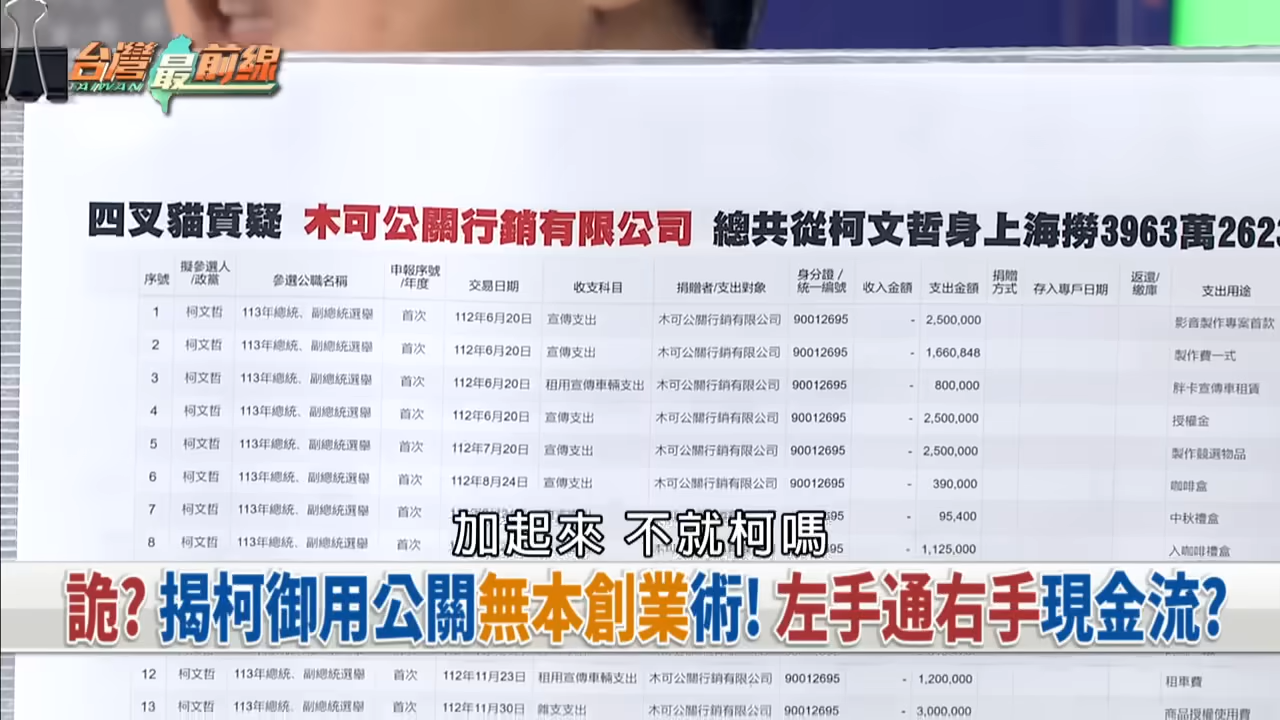 台灣最前線
TAIWAN
四叉貓質疑 木可公關行銷有限公司 總共從柯文哲身上海撈3963萬2623
序號 擬參選人/政黨 參選公職名稱 申報序號/年度 交易日期 收支科目 捐贈者/支出對象 身分證/統一編號 收入金額 支出金額 捐贈方式 存入專戶日期 返還/繳庫 支出用途
1 柯文哲 113年總統、副總統選舉 首次 112年6月20日 宣傳支出 木可公關行銷有限公司 90012695 - 2,500,000 影音製作專案首款
2 柯文哲 113年總統、副總統選舉 首次 112年6月20日 宣傳支出 木可公關行銷有限公司 90012695 - 1,660,848 製作費一式
3 柯文哲 113年總統、副總統選舉 首次 112年6月20日 租用宣傳車輛支出 木可公關行銷有限公司 90012695 - 800,000 胖卡宣傳車租賃
4 柯文哲 113年總統、副總統選舉 首次 112年6月20日 宣傳支出 木可公關行銷有限公司 90012695 - 2,500,000 授權金
5 柯文哲 113年總統、副總統選舉 首次 112年7月20日 宣傳支出 木可公關行銷有限公司 90012695 - 2,500,000 製作競選物品
6 柯文哲 113年總統、副總統選舉 首次 112年8月24日 宣傳支出 木可公關行銷有限公司 90012695 - 390,000 咖啡盒
7 柯文哲 113年總統、副總統選舉 首次 - 95,400 中秋禮盒
8 柯文哲 113年總統、副總統選舉 首次 - 1,125,000 入咖啡禮盒
加起來 不就柯嗎
詭? 揭柯御用公關無本創業術! 左手通右手現金流?
12 柯文哲 113年總統、副總統選舉 首次 112年11月23日 租用宣傳車輛支出 木可公關行銷有限公司 90012695 - 1,200,000 租車費
13 柯文哲 113年總統、副總統選舉 首次 112年11月30日 雜支支出 木可公關行銷有限公司 90012695 - 3,000,000 商品授權使用費